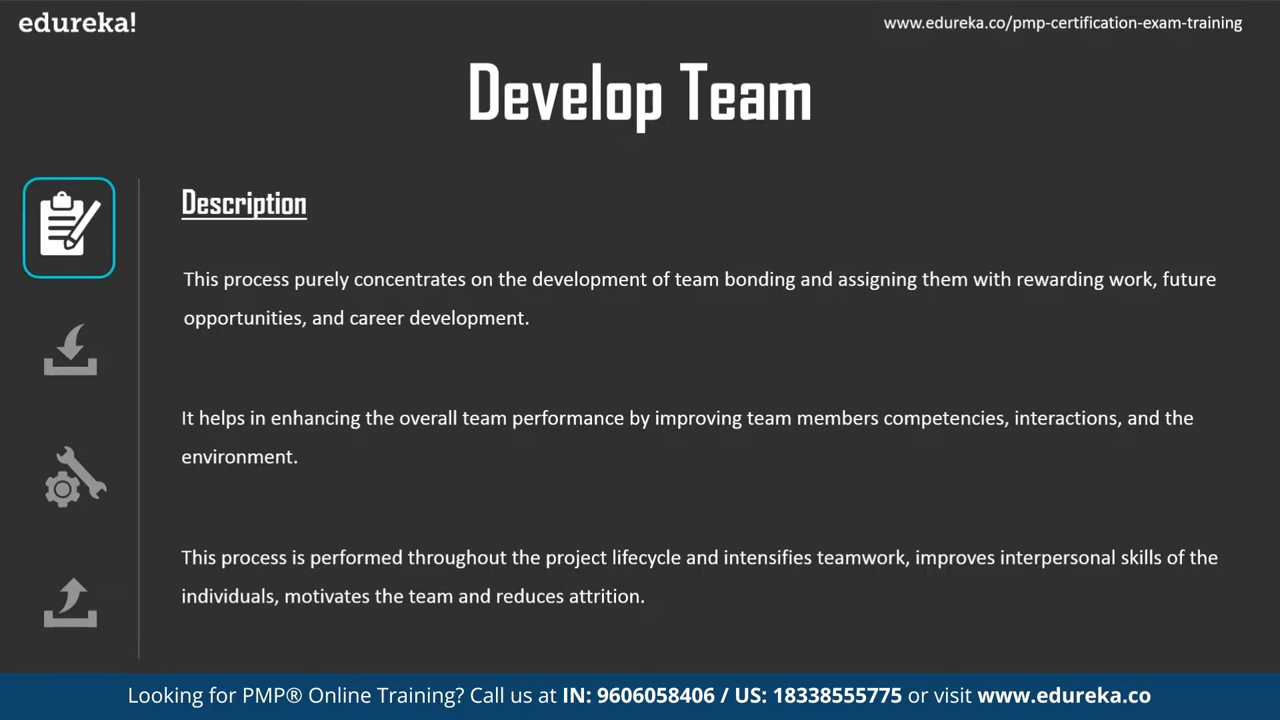 edureka!
www.edureka.co/pmp-certification-exam-training
Develop Team
Description
This process purely concentrates on the development of team bonding and assigning them with rewarding work, future
opportunities, and career development.
It helps in enhancing the overall team performance by improving team members competencies, interactions, and the
environment.
This process is performed throughout the project lifecycle and intensifies teamwork, improves interpersonal skills of the
individuals, motivates the team and reduces attrition.
Looking for PMP® Online Training? Call us at IN: 9606058406 / US: 18338555775 or visit www.edureka.co